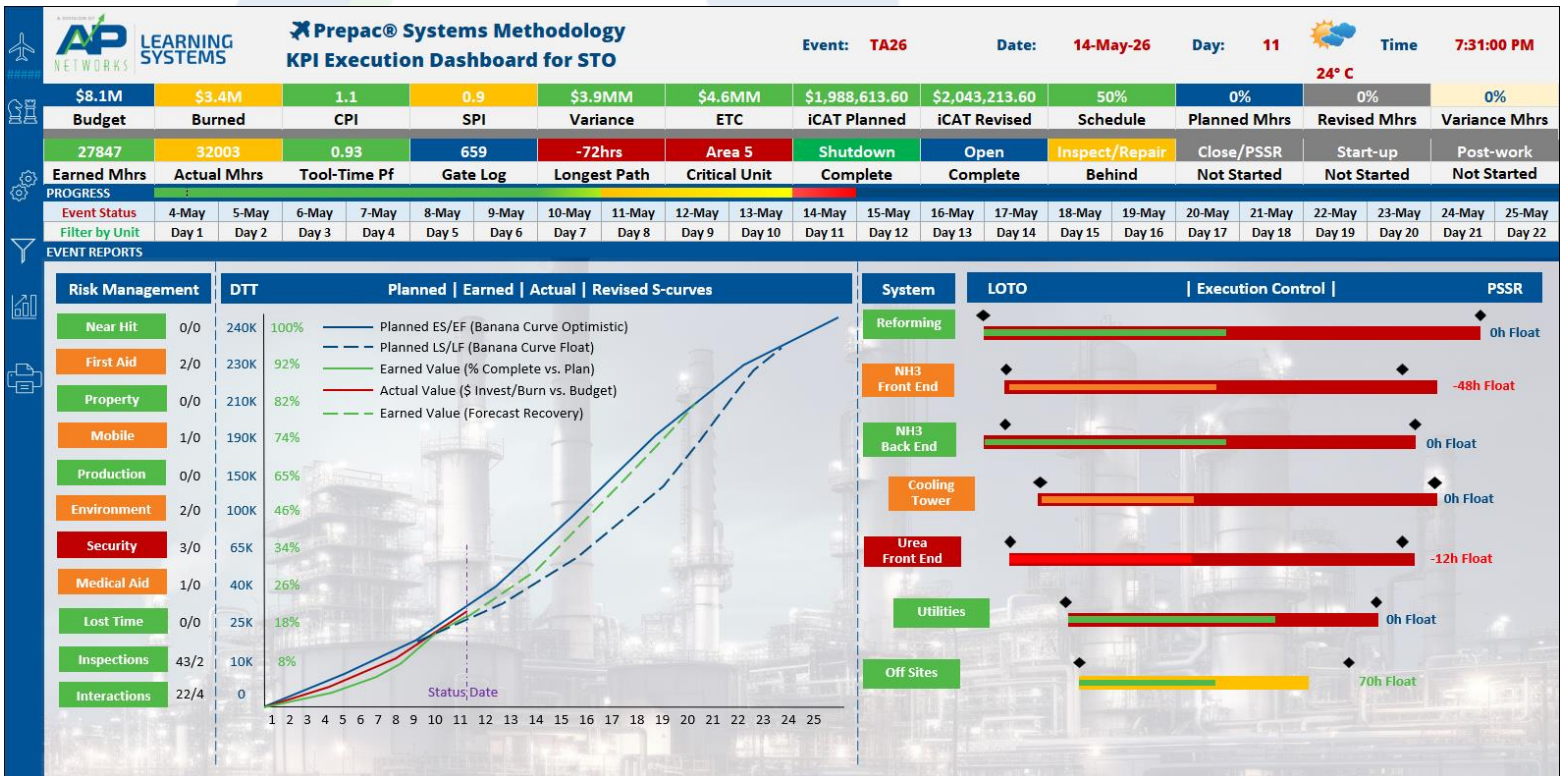 A DIVISION OF
AP
NETWORKS
LEARNING
SYSTEMS
Prepac® Systems Methodology
KPI Execution Dashboard for STO
Event: TA26 Date: 14-May-26 Day: 11 24° C Time 7:31:00 PM
#####
$8.1M $3.4M 1.1 0.9 $3.9MM $4.6MM $1,988,613.60 $2,043,213.60 50% 0% 0% 0%
Budget Burned CPI SPI Variance ETC iCAT Planned iCAT Revised Schedule Planned Mhrs Revised Mhrs Variance Mhrs
27847 32003 0.93 659 -72hrs Area 5 Shutdown Open Inspect/Repair Close/PSSR Start-up Post-work
Earned Mhrs Actual Mhrs Tool-Time Pf Gate Log Longest Path Critical Unit Complete Complete Behind Not Started Not Started Not Started
PROGRESS
Event Status 4-May 5-May 6-May 7-May 8-May 9-May 10-May 11-May 12-May 13-May 14-May 15-May 16-May 17-May 18-May 19-May 20-May 21-May 22-May 23-May 24-May 25-May
Filter by Unit Day 1 Day 2 Day 3 Day 4 Day 5 Day 6 Day 7 Day 8 Day 9 Day 10 Day 11 Day 12 Day 13 Day 14 Day 15 Day 16 Day 17 Day 18 Day 19 Day 20 Day 21 Day 22
EVENT REPORTS
Risk Management
Near Hit 0/0
First Aid 2/0
Property 0/0
Mobile 1/0
Production 0/0
Environment 2/0
Security 3/0
Medical Aid 1/0
Lost Time 0/0
Inspections 43/2
Interactions 22/4
DTT Planned | Earned | Actual | Revised S-curves
240K 100%
230K 92%
210K 82%
190K 74%
150K 65%
100K 46%
65K 34%
40K 26%
25K 18%
10K 8%
0
Planned ES/EF (Banana Curve Optimistic)
Planned LS/LF (Banana Curve Float)
Earned Value (% Complete vs. Plan)
Actual Value ($ Invest/Burn vs. Budget)
Earned Value (Forecast Recovery)
Status Date
1 2 3 4 5 6 7 8 9 10 11 12 13 14 15 16 17 18 19 20 21 22 23 24 25
System LOTO | Execution Control | PSSR
Reforming
0h Float
NH3
Front End
-48h Float
NH3
Back End
0h Float
Cooling
Tower
0h Float
Urea
Front End
-12h Float
Utilities
0h Float
Off Sites
70h Float